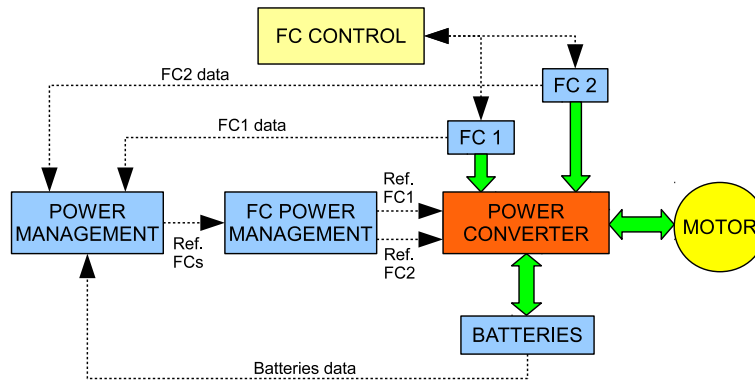 FC CONTROL
FC2 data
FC 2
FC1 data
FC 1
Ref.
FC1
POWER
MANAGEMENT
Ref.
FCs
FC POWER
MANAGEMENT
Ref.
FC2
POWER
CONVERTER
MOTOR
BATTERIES
Batteries data